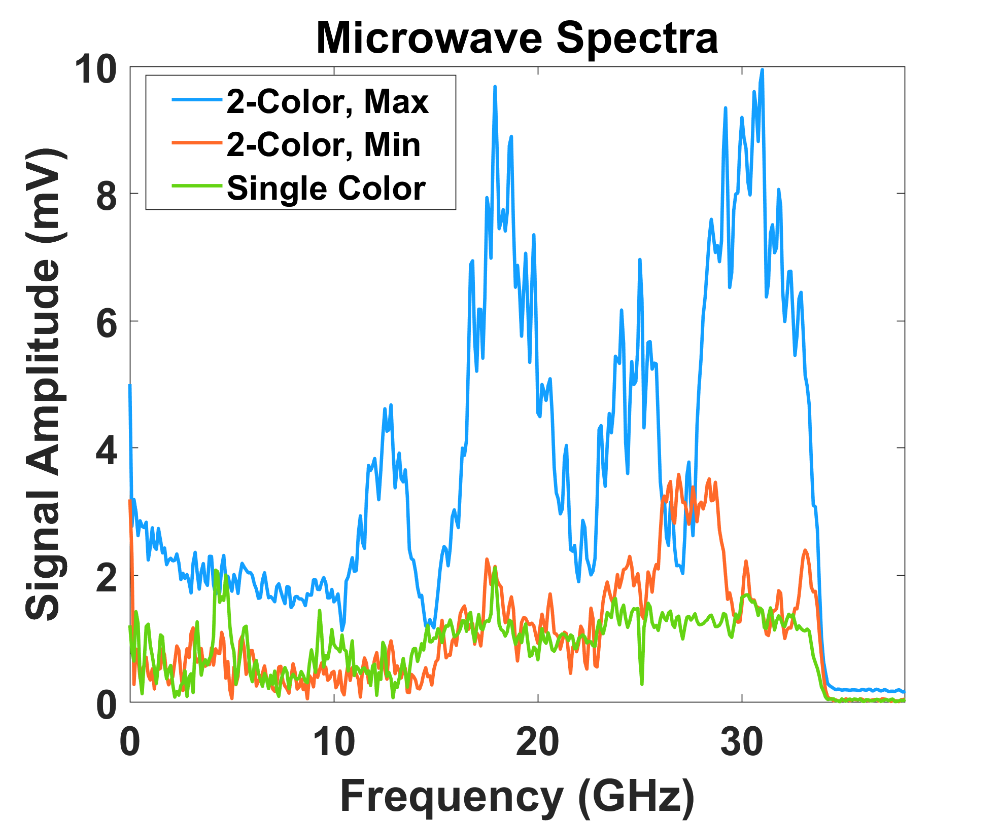 Microwave Spectra
2-Color, Max
2-Color, Min
Single Color
Signal Amplitude (mV)
10
8
6
4
2
0
0 10 20 30
Frequency (GHz)